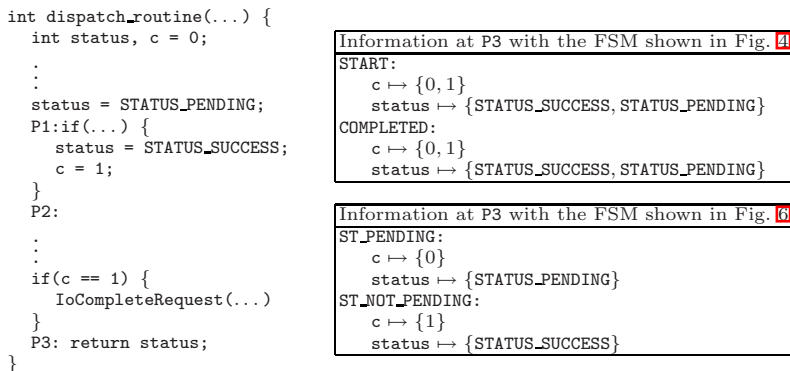 int dispatch_routine(...) {
int status, c = 0;
.
.
status = STATUS_PENDING;
P1:if(...) {
status = STATUS_SUCCESS;
c = 1;
}
P2:
.
.
if(c == 1) {
IoCompleteRequest(...)
}
P3: return status;
}
Information at P3 with the FSM shown in Fig. 4
START:
c ↦ {0, 1}
status ↦ {STATUS_SUCCESS, STATUS_PENDING}
COMPLETED:
c ↦ {0, 1}
status ↦ {STATUS_SUCCESS, STATUS_PENDING}
Information at P3 with the FSM shown in Fig. 6
ST_PENDING:
c ↦ {0}
status ↦ {STATUS_PENDING}
ST_NOT_PENDING:
c ↦ {1}
status ↦ {STATUS_SUCCESS}